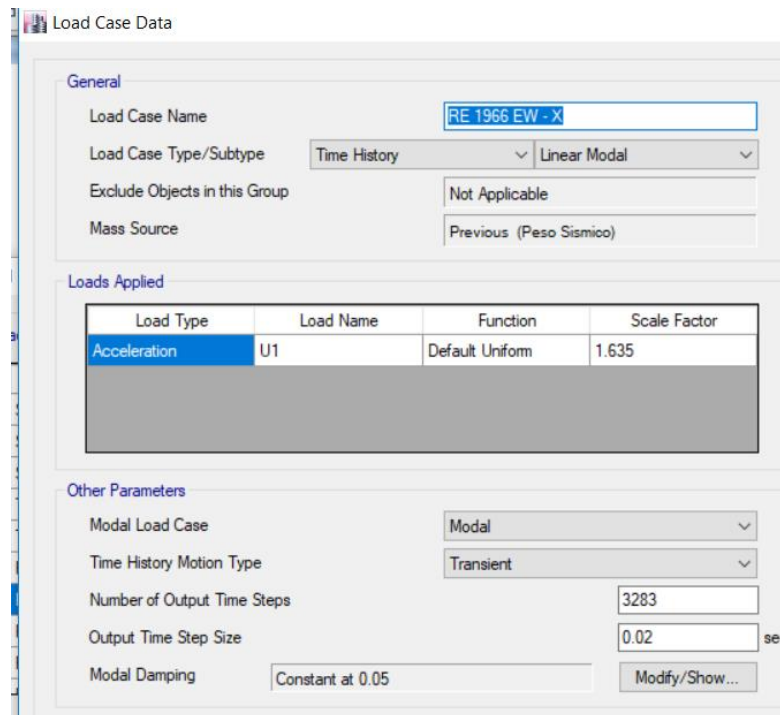 Load Case Data
General
Load Case Name RE 1966 EW - X
Load Case Type/Subtype Time History Linear Modal
Exclude Objects in this Group Not Applicable
Mass Source Previous (Peso Sismico)
Loads Applied
Load Type Load Name Function Scale Factor
Acceleration U1 Default Uniform 1.635
Other Parameters
Modal Load Case Modal
Time History Motion Type Transient
Number of Output Time Steps 3283
Output Time Step Size 0.02 se
Modal Damping Constant at 0.05 Modify/Show...